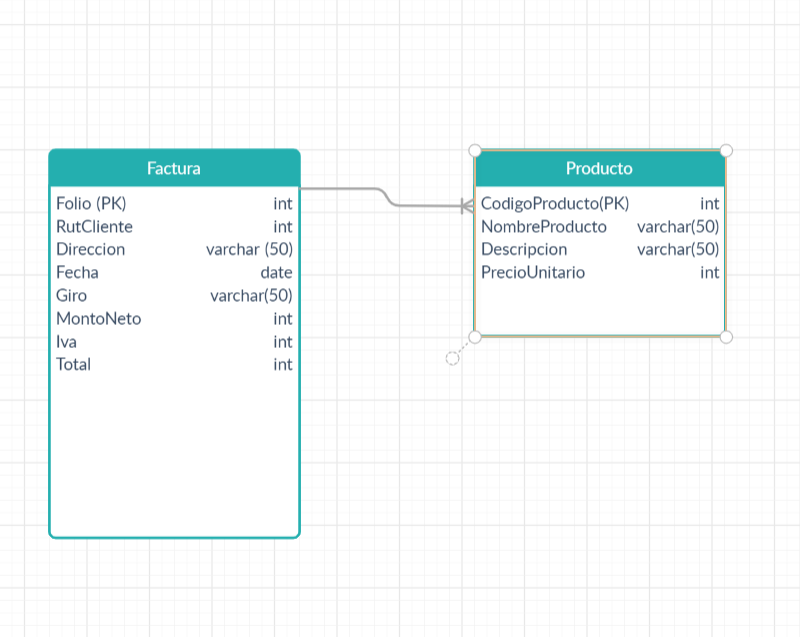 Factura
Folio (PK) int
RutCliente int
Direccion varchar (50)
Fecha date
Giro varchar(50)
MontoNeto int
Iva int
Total int
Producto
CodigoProducto(PK) int
NombreProducto varchar(50)
Descripcion varchar(50)
PrecioUnitario int